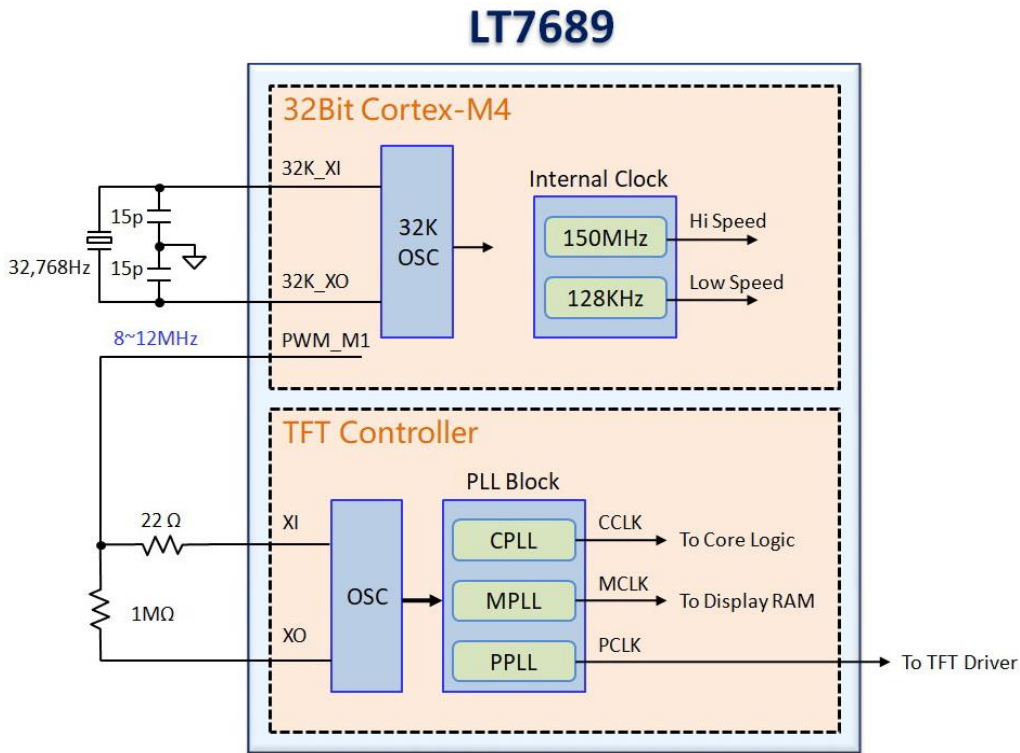 LT7689
32Bit Cortex-M4
32K_XI
Internal Clock
15p
32K
OSC
150MHz
Hi Speed
32,768Hz
15p
128KHz
Low Speed
32K_XO
8~12MHz
PWM_M1
TFT Controller
PLL Block
22 Ω
XI
CPLL
CCLK
To Core Logic
OSC
MPLL
MCLK
To Display RAM
1MΩ
XO
PPLL
PCLK
To TFT Driver